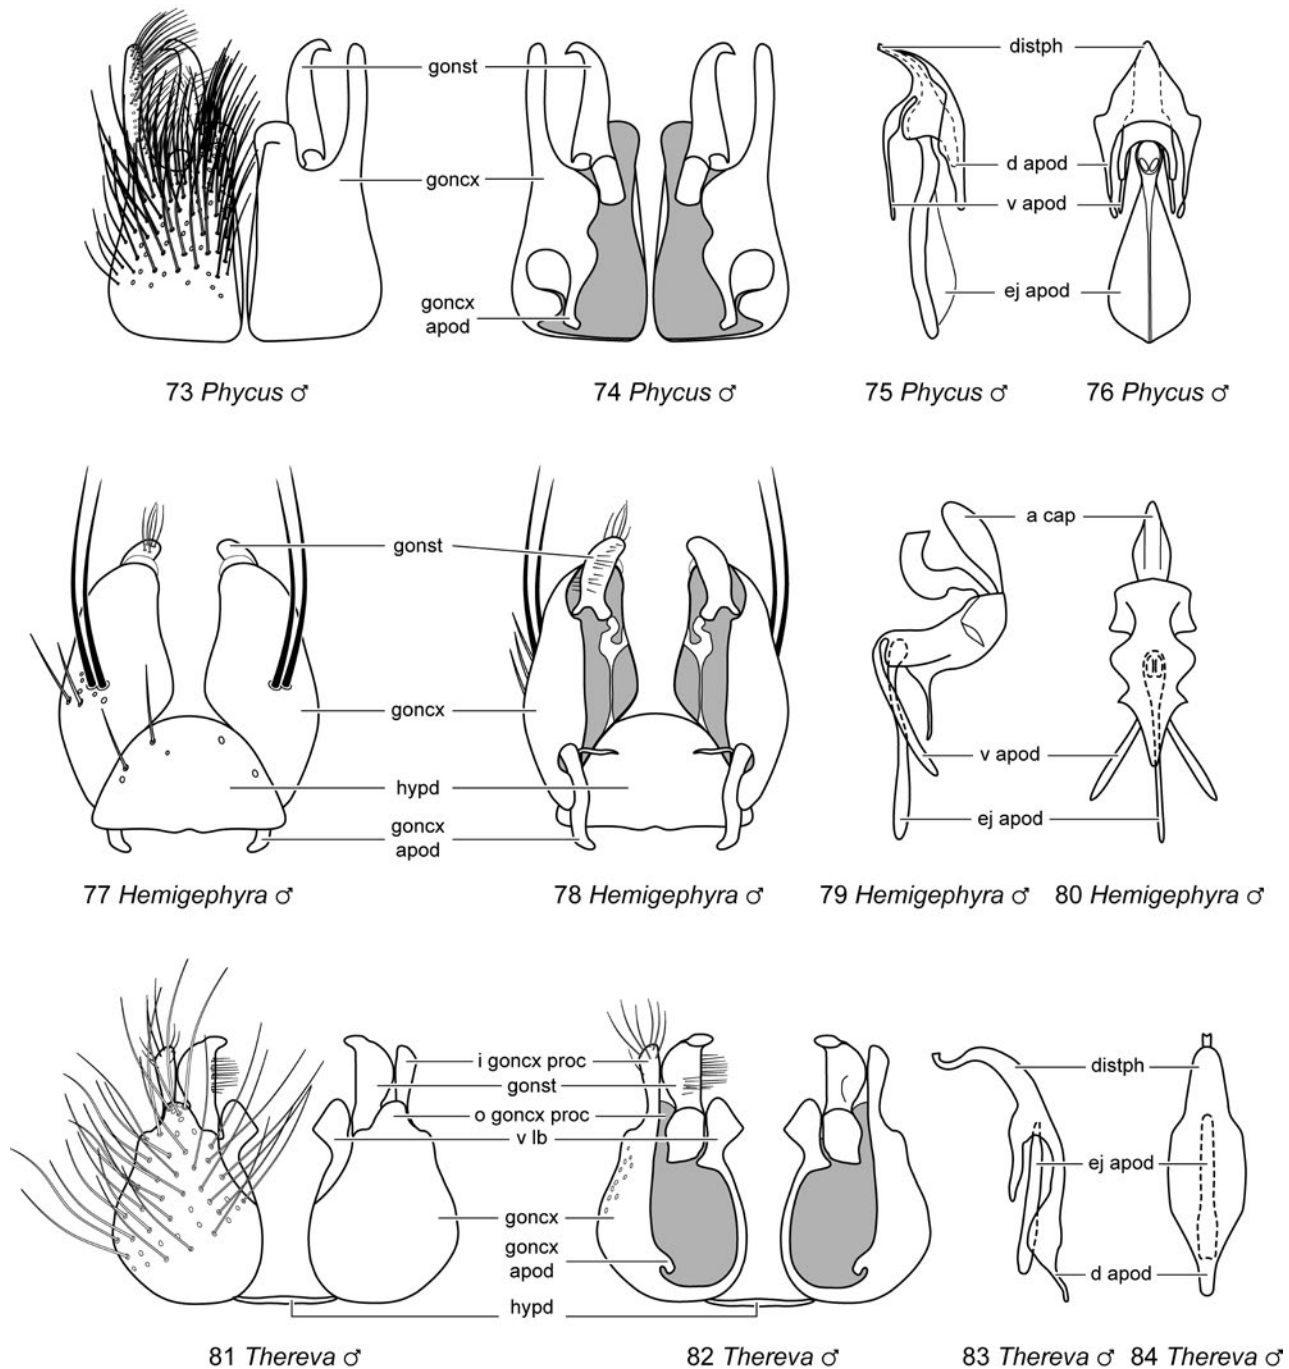 gonst
goncx
goncx
apod
distph
d apod
v apod
ej apod
73 Phycus ♂
74 Phycus ♂
75 Phycus ♂
76 Phycus ♂
gonst
goncx
hypd
goncx
apod
a cap
v apod
ej apod
77 Hemigephyra ♂
78 Hemigephyra ♂
79 Hemigephyra ♂
80 Hemigephyra ♂
i goncx proc
gonst
o goncx proc
v lb
goncx
goncx
apod
hypd
distph
ej apod
d apod
81 Thereva ♂
82 Thereva ♂
83 Thereva ♂
84 Thereva ♂